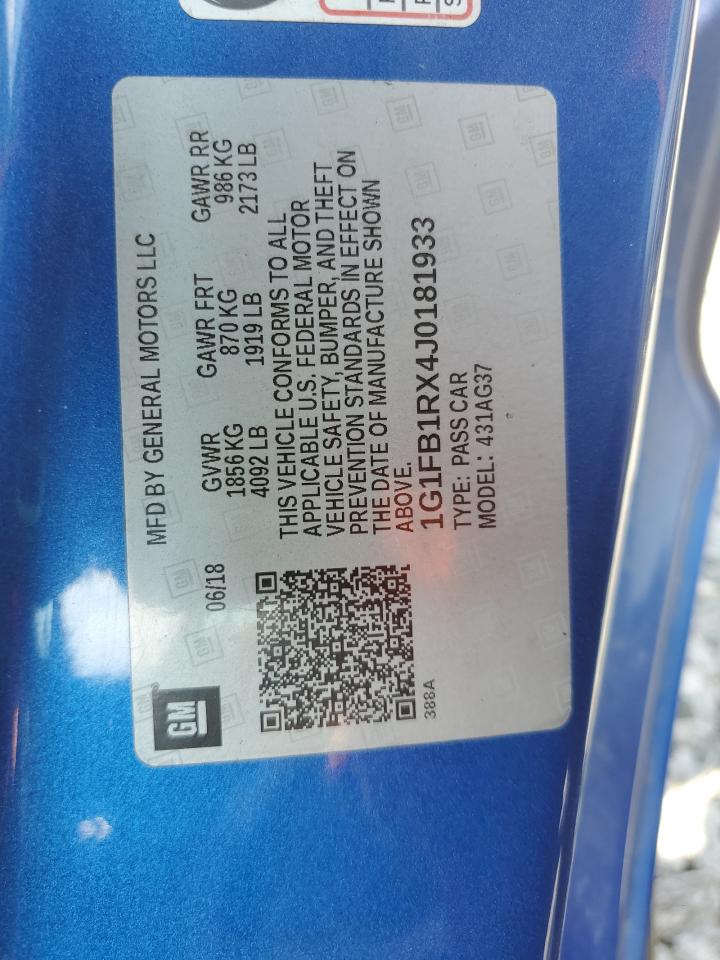 GM
MFD BY GENERAL MOTORS LLC
06/18
GVWR GAWR FRT GAWR RR
1856 KG 870 KG 986 KG
4092 LB 1919 LB 2173 LB
THIS VEHICLE CONFORMS TO ALL
APPLICABLE U.S. FEDERAL MOTOR
VEHICLE SAFETY, BUMPER, AND THEFT
PREVENTION STANDARDS IN EFFECT ON
THE DATE OF MANUFACTURE SHOWN
ABOVE.
1G1FB1RX4J0181933
TYPE: PASS CAR
MODEL: 431AG37
388A